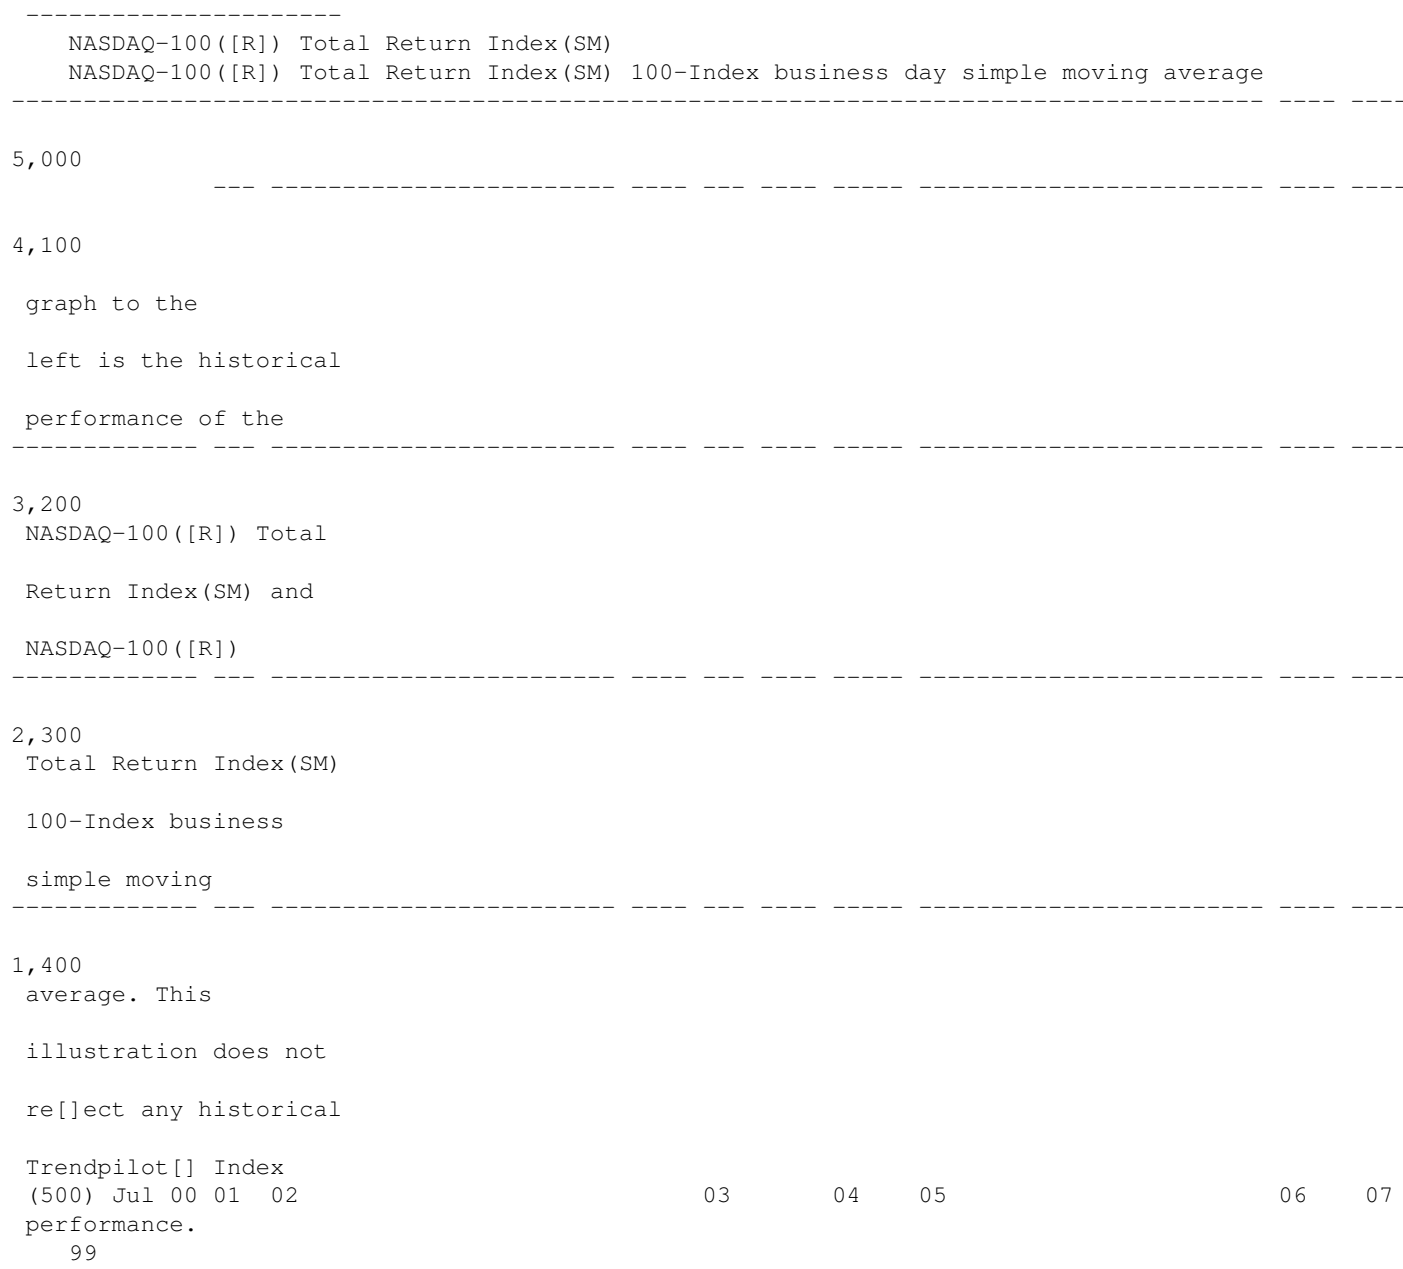 ----------------------
NASDAQ-100([R]) Total Return Index(SM)
NASDAQ-100([R]) Total Return Index(SM) 100-Index business day simple moving average
----------------------------------------------------------------------------------------- ---- ----
5,000
--- ------------------------ ---- --- ---- ----- ------------------------ ---- ----
4,100
graph to the
left is the historical
performance of the
------------- --- ------------------------ ---- --- ---- ----- ------------------------ ---- ----
3,200
NASDAQ-100([R]) Total
Return Index(SM) and
NASDAQ-100([R])
------------- --- ------------------------ ---- --- ---- ----- ------------------------ ---- ----
2,300
Total Return Index(SM)
100-Index business
simple moving
------------- --- ------------------------ ---- --- ---- ----- ------------------------ ---- ----
1,400
average. This
illustration does not
re[]ect any historical
Trendpilot[] Index
(500) Jul 00 01 02 03 04 05 06 07
performance.
99